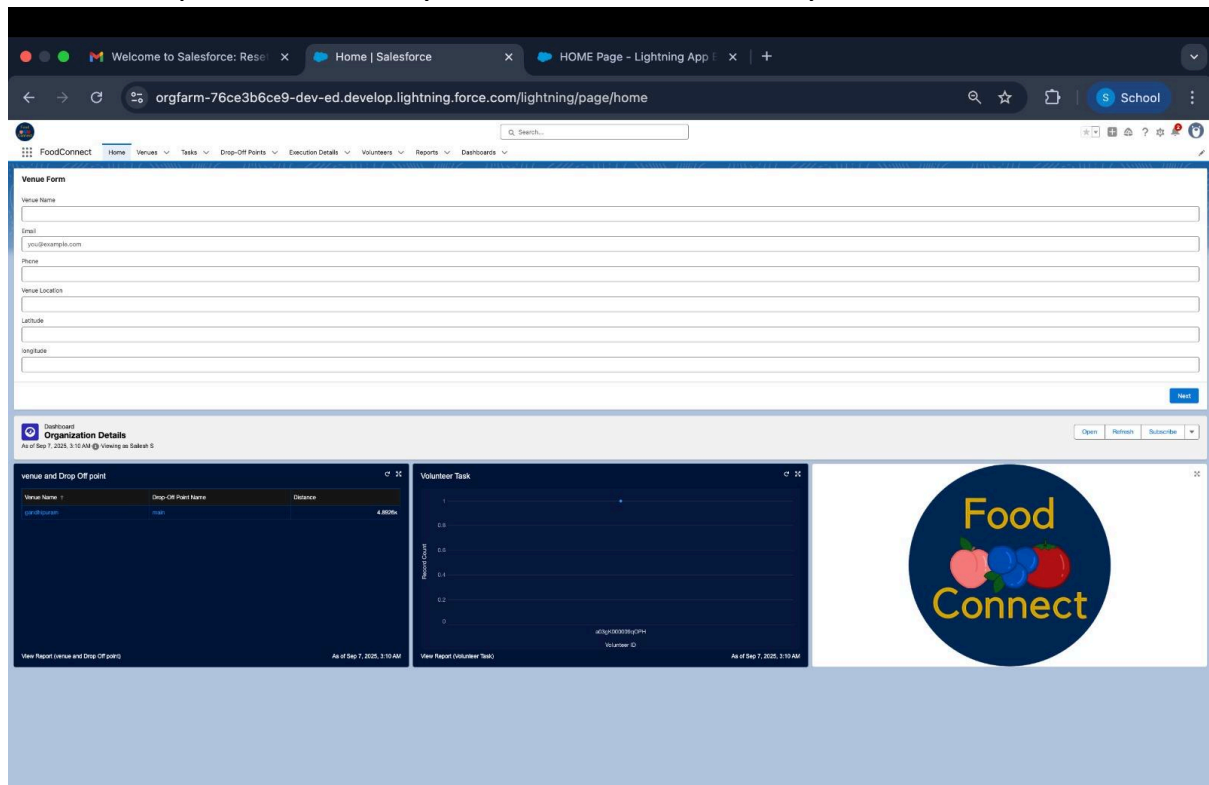 Welcome to Salesforce: Rese
Home | Salesforce
HOME Page - Lightning App E
orgfarm-76ce3b6ce9-dev-ed.develop.lightning.force.com/lightning/page/home
School
Search...
FoodConnect Home Venues Tasks Drop-Off Points Execution Details Volunteers Reports Dashboards
Venue Form
Venue Name
Email
you@example.com
Phone
Venue Location
Latitude
longitude
Next
Dashboard
Organization Details
As of Sep 7, 2025, 3:10 AM Viewing as Sailesh S
Open Refresh Subscribe
venue and Drop Off point
Venue Name ↑ Drop-Off Point Name Distance
gandhipuram main 4.8926k
View Report (venue and Drop Off point) As of Sep 7, 2025, 3:10 AM
Volunteer Task
Record Count
1
0.8
0.6
0.4
0.2
0
Volunteer ID
View Report (Volunteer Task) As of Sep 7, 2025, 3:10 AM
Food
Connect